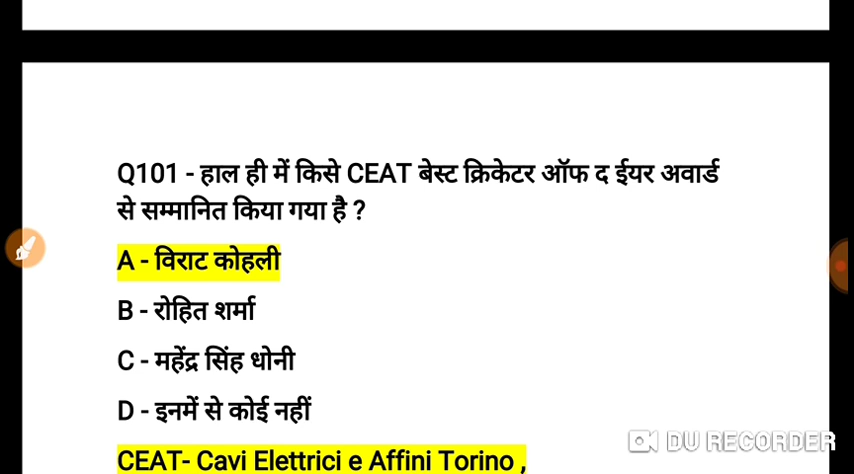 Q101 - हाल ही में किसे CEAT बेस्ट क्रिकेटर ऑफ द ईयर अवार्ड
से सम्मानित किया गया है ?
A - विराट कोहली
B - रोहित शर्मा
C - महेंद्र सिंह धोनी
D - इनमें से कोई नहीं
CEAT- Cavi Elettrici e Affini Torino ,
DU RECORDER